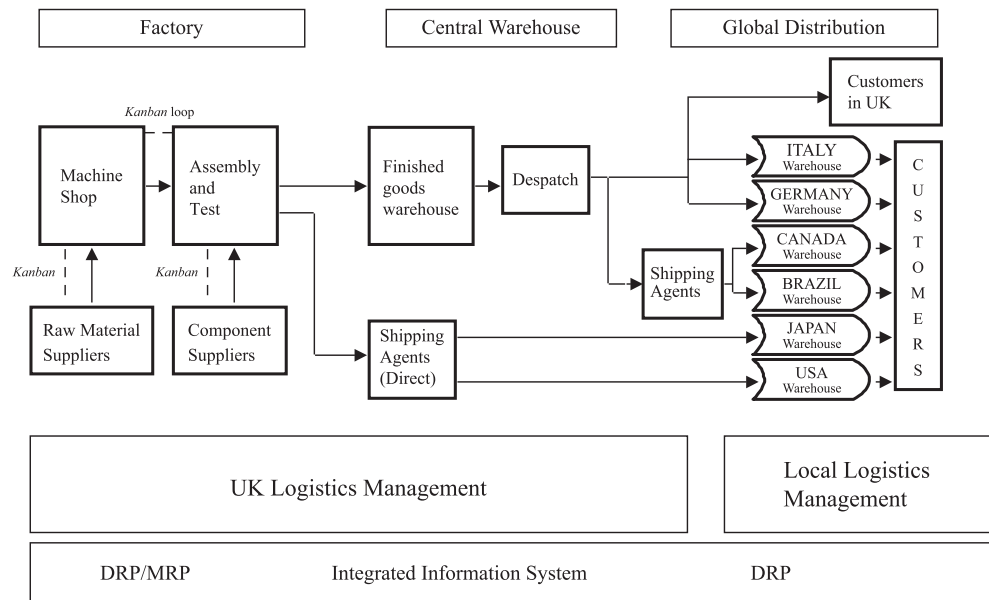 Factory
Central Warehouse
Global Distribution
Kanban loop
Customers
in UK
Machine
Shop
Assembly
and
Test
Finished
goods
warehouse
Despatch
ITALY
Warehouse
GERMANY
Warehouse
CANADA
Warehouse
BRAZIL
Warehouse
JAPAN
Warehouse
USA
Warehouse
C
U
S
T
O
M
E
R
S
Kanban
Kanban
Shipping
Agents
Raw Material
Suppliers
Component
Suppliers
Shipping
Agents
(Direct)
UK Logistics Management
Local Logistics
Management
DRP/MRP
Integrated Information System
DRP